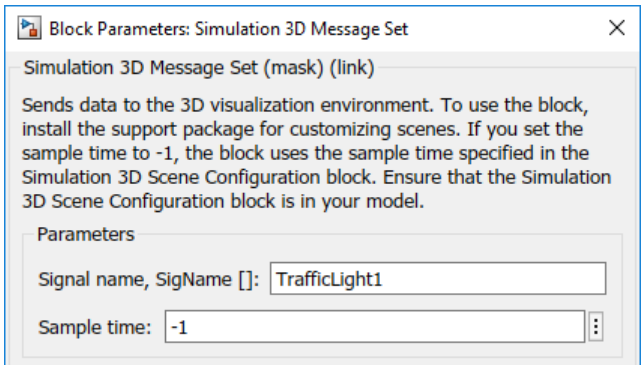 Block Parameters: Simulation 3D Message Set
Simulation 3D Message Set (mask) (link)
Sends data to the 3D visualization environment. To use the block,
install the support package for customizing scenes. If you set the
sample time to -1, the block uses the sample time specified in the
Simulation 3D Scene Configuration block. Ensure that the Simulation
3D Scene Configuration block is in your model.
Parameters
Signal name, SigName []: TrafficLight1
Sample time: -1